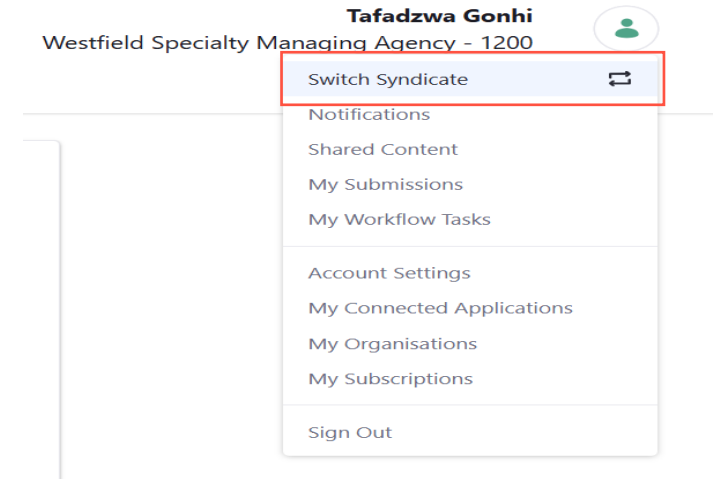 Tafadzwa Gonhi
Westfield Specialty Managing Agency - 1200
Switch Syndicate
Notifications
Shared Content
My Submissions
My Workflow Tasks
Account Settings
My Connected Applications
My Organisations
My Subscriptions
Sign Out